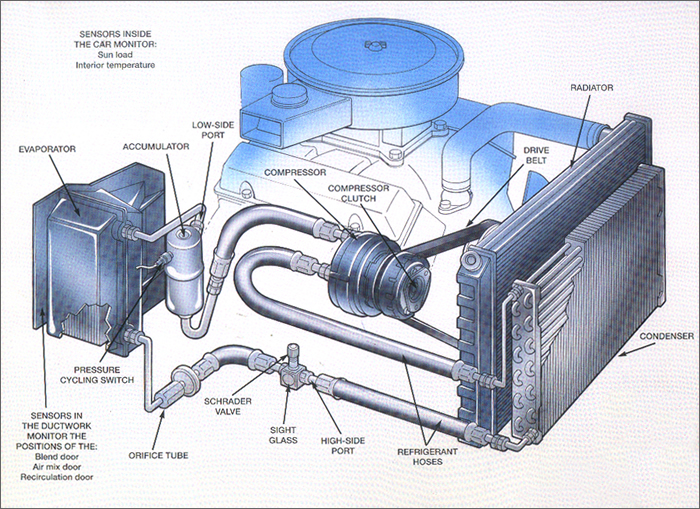 SENSORS INSIDE
THE CAR MONITOR:
Sun load
Interior temperature
RADIATOR
LOW-SIDE
PORT
EVAPORATOR
ACCUMULATOR
DRIVE
BELT
COMPRESSOR
COMPRESSOR
CLUTCH
CONDENSER
PRESSURE
CYCLING SWITCH
SCHRADER
VALVE
SENSORS IN
THE DUCTWORK
MONITOR THE
POSITIONS OF THE:
Blend door
Air mix door
Recirculation door
ORIFICE TUBE
SIGHT
GLASS
HIGH-SIDE
PORT
REFRIGERANT
HOSES